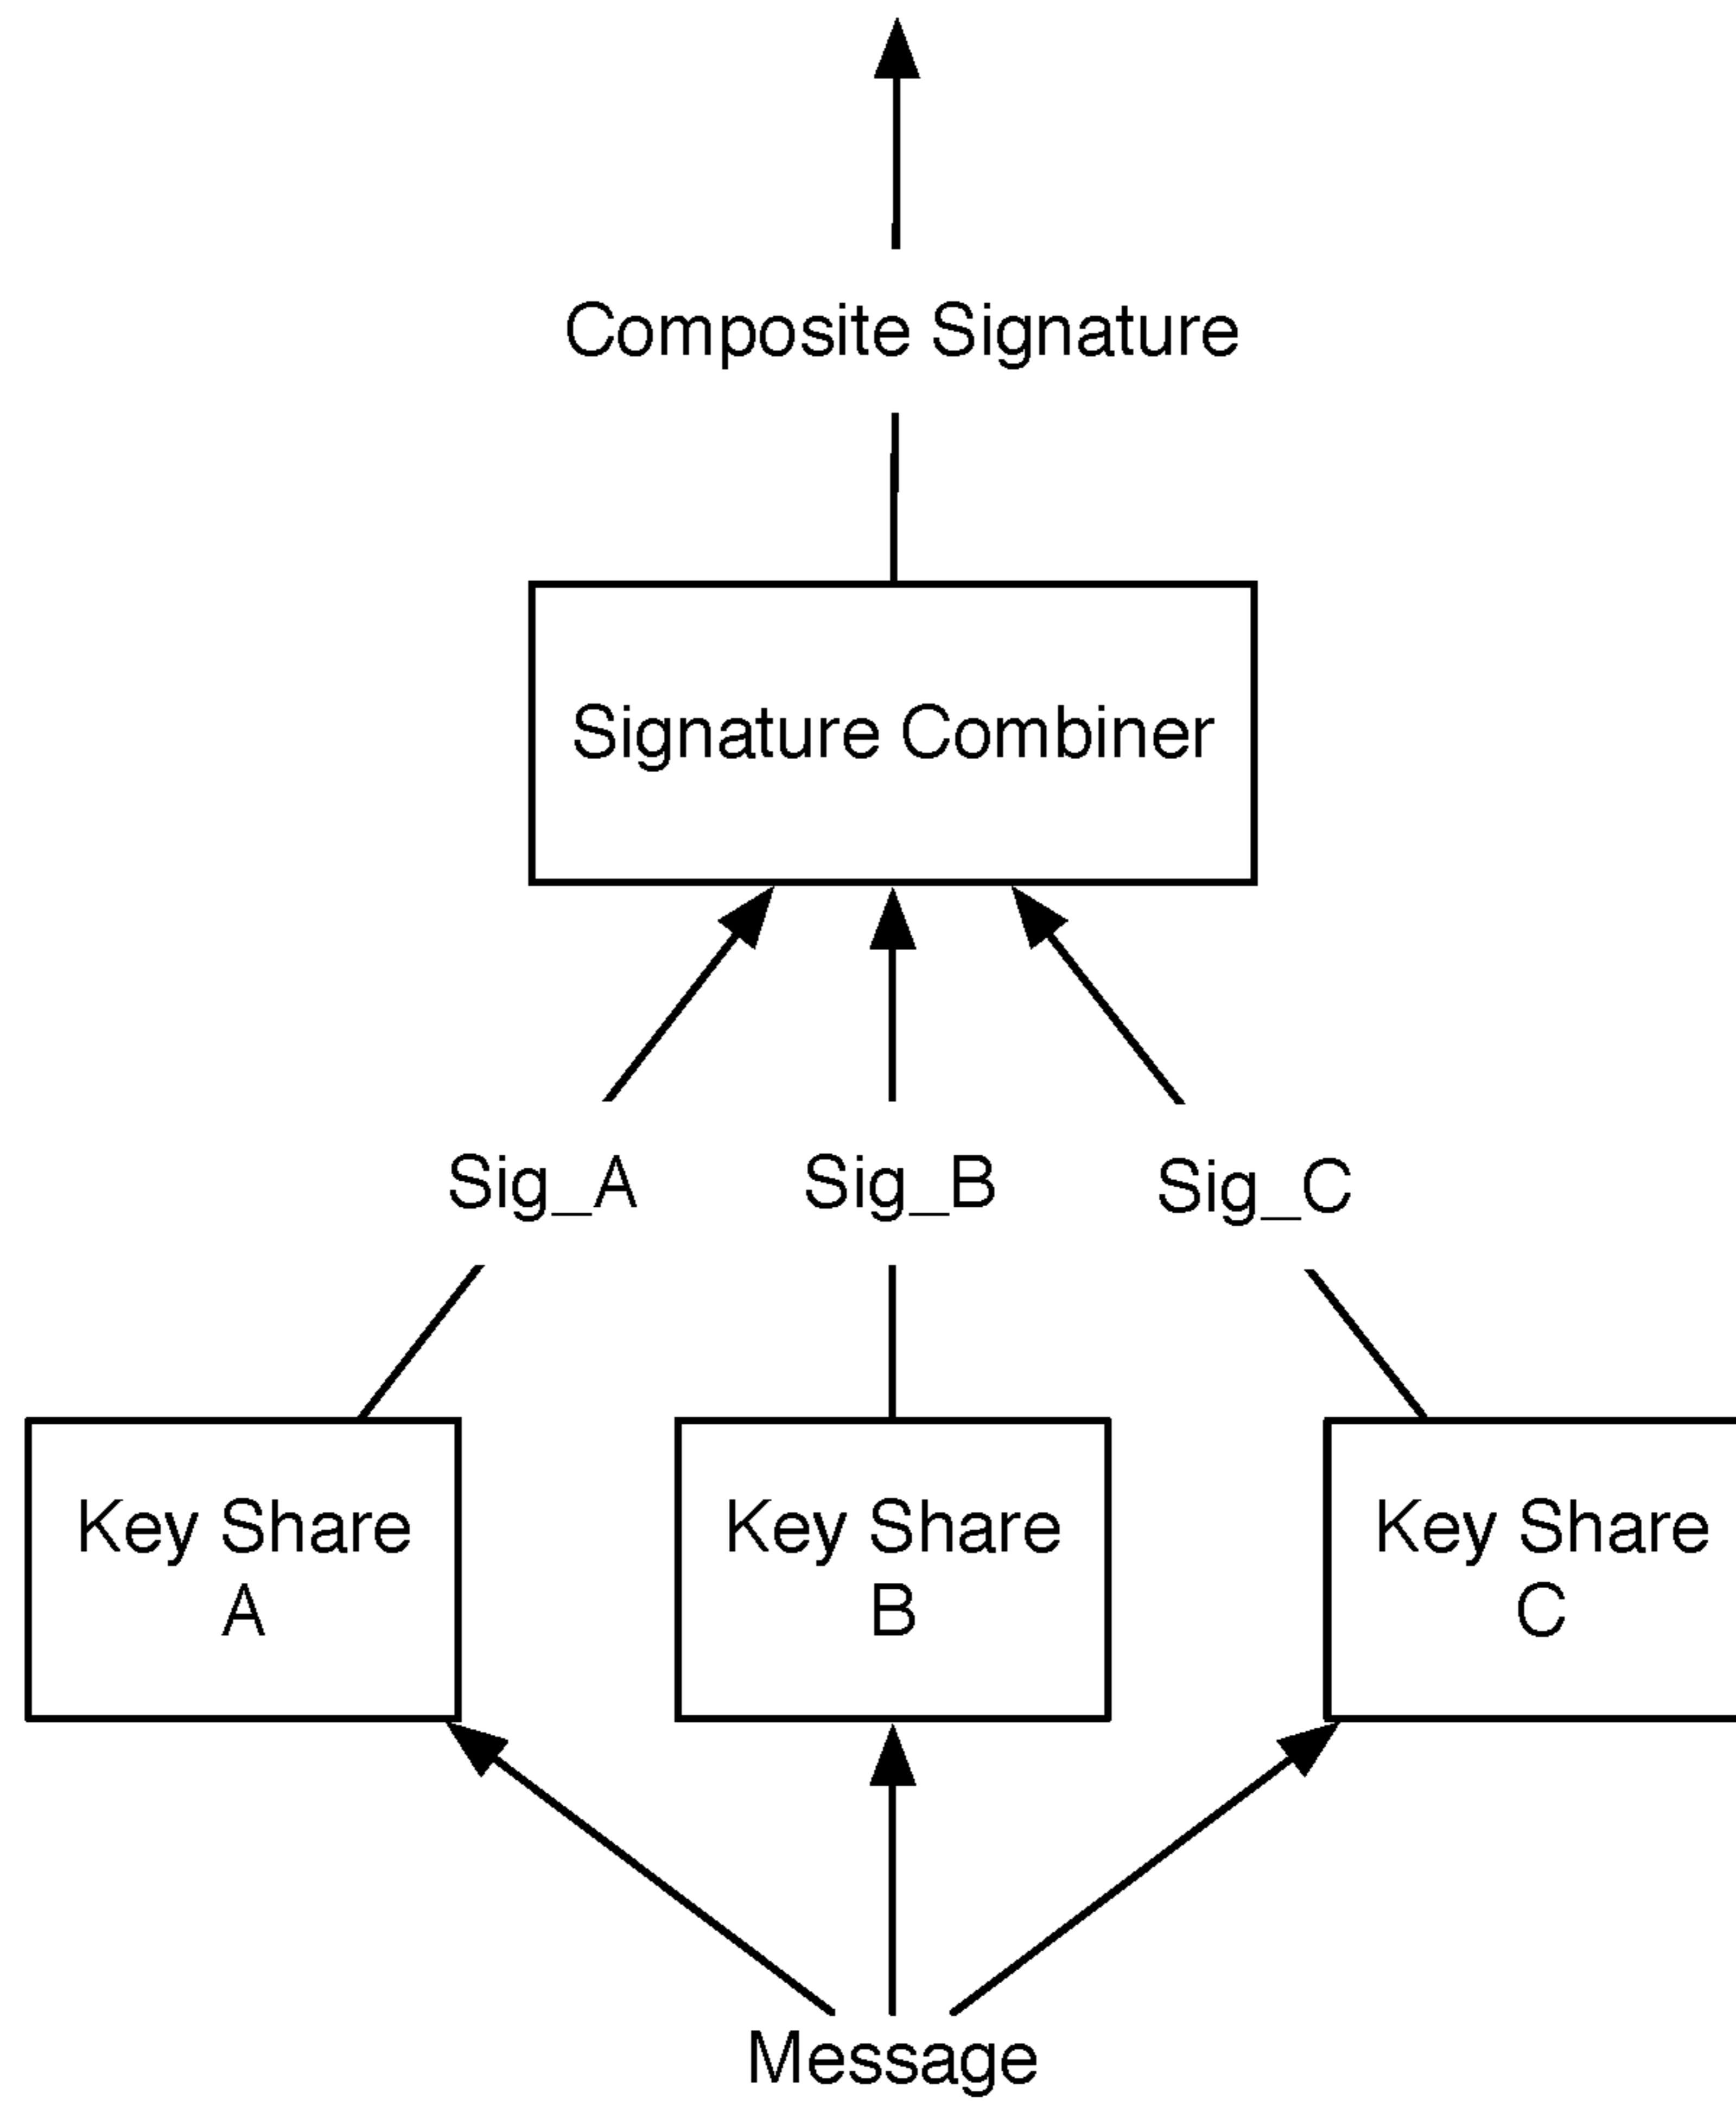 Composite Signature
Signature Combiner
Sig_A
Sig_B
Sig_C
Key Share
A
Key Share
B
Key Share
C
Message